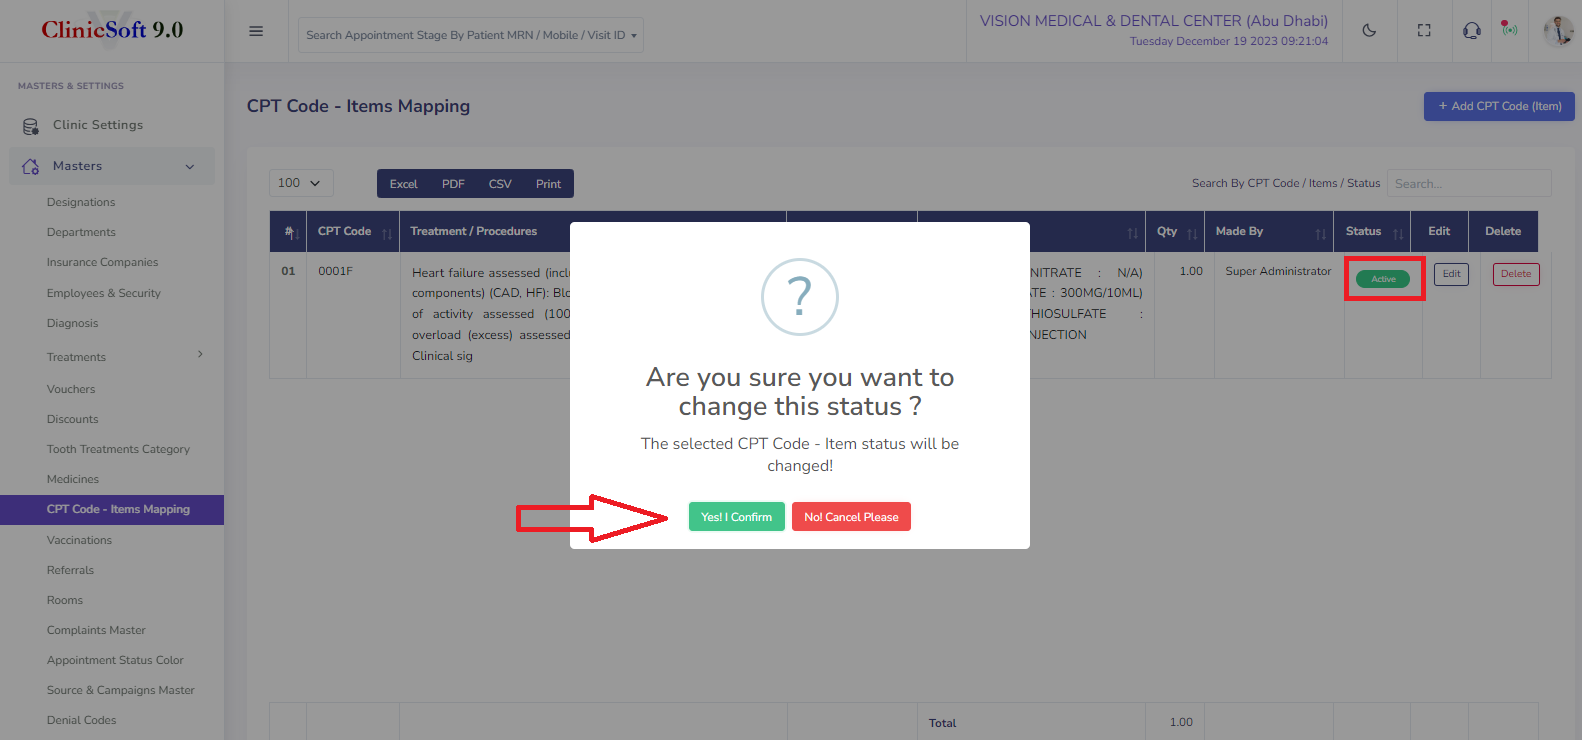 ClinicSoft 9.0
Search Appointment Stage By Patient MRN / Mobile / Visit ID
VISION MEDICAL & DENTAL CENTER (Abu Dhabi)
Tuesday December 19 2023 09:21:04
MASTERS & SETTINGS
Clinic Settings
Masters
Designations
Departments
Insurance Companies
Employees & Security
Diagnosis
Treatments
Vouchers
Discounts
Tooth Treatments Category
Medicines
CPT Code - Items Mapping
Vaccinations
Referrals
Rooms
Complaints Master
Appointment Status Color
Source & Campaigns Master
Denial Codes
CPT Code - Items Mapping
+ Add CPT Code (Item)
100
Excel PDF CSV Print
Search By CPT Code / Items / Status Search...
# CPT Code Treatment / Procedures Qty Made By Status Edit Delete
01 0001F Heart failure assessed (inclu NITRATE : N/A) 1.00 Super Administrator Active Edit Delete
components) (CAD, HF): Blo ATE : 300MG/10ML)
of activity assessed (100 HIOSULFATE :
overload (excess) assessed NJECTION
Clinical sig
?
Are you sure you want to
change this status ?
The selected CPT Code - Item status will be
changed!
Yes! I Confirm No! Cancel Please
Total 1.00